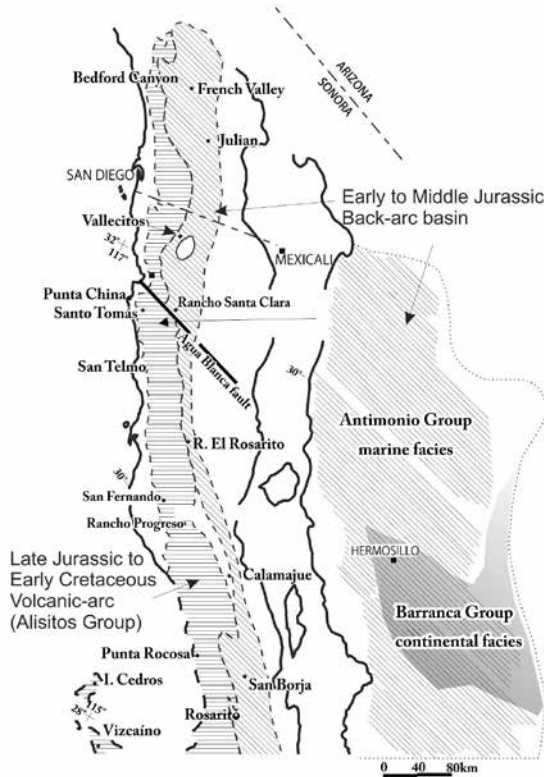 Bedford Canyon
French Valley
ARIZONA
SONORA
Julian
SAN DIEGO
Early to Middle Jurassic
Back-arc basin
Vallecitos
32°
117°
MEXICALI
Punta China
Rancho Santa Clara
Santo Tomás
Agua Blanca fault
San Telmo
30°
Antimonio Group
marine facies
R. El Rosarito
30°
San Fernando
Rancho Progreso
HERMOSILLO
Late Jurassic to
Early Cretaceous
Volcanic-arc
(Alisitos Group)
Calamajue
Barranca Group
continental facies
Punta Rocosa
I. Cedros
San Borja
115°
28°
Rosarito
Vizcaíno
0 40 80km